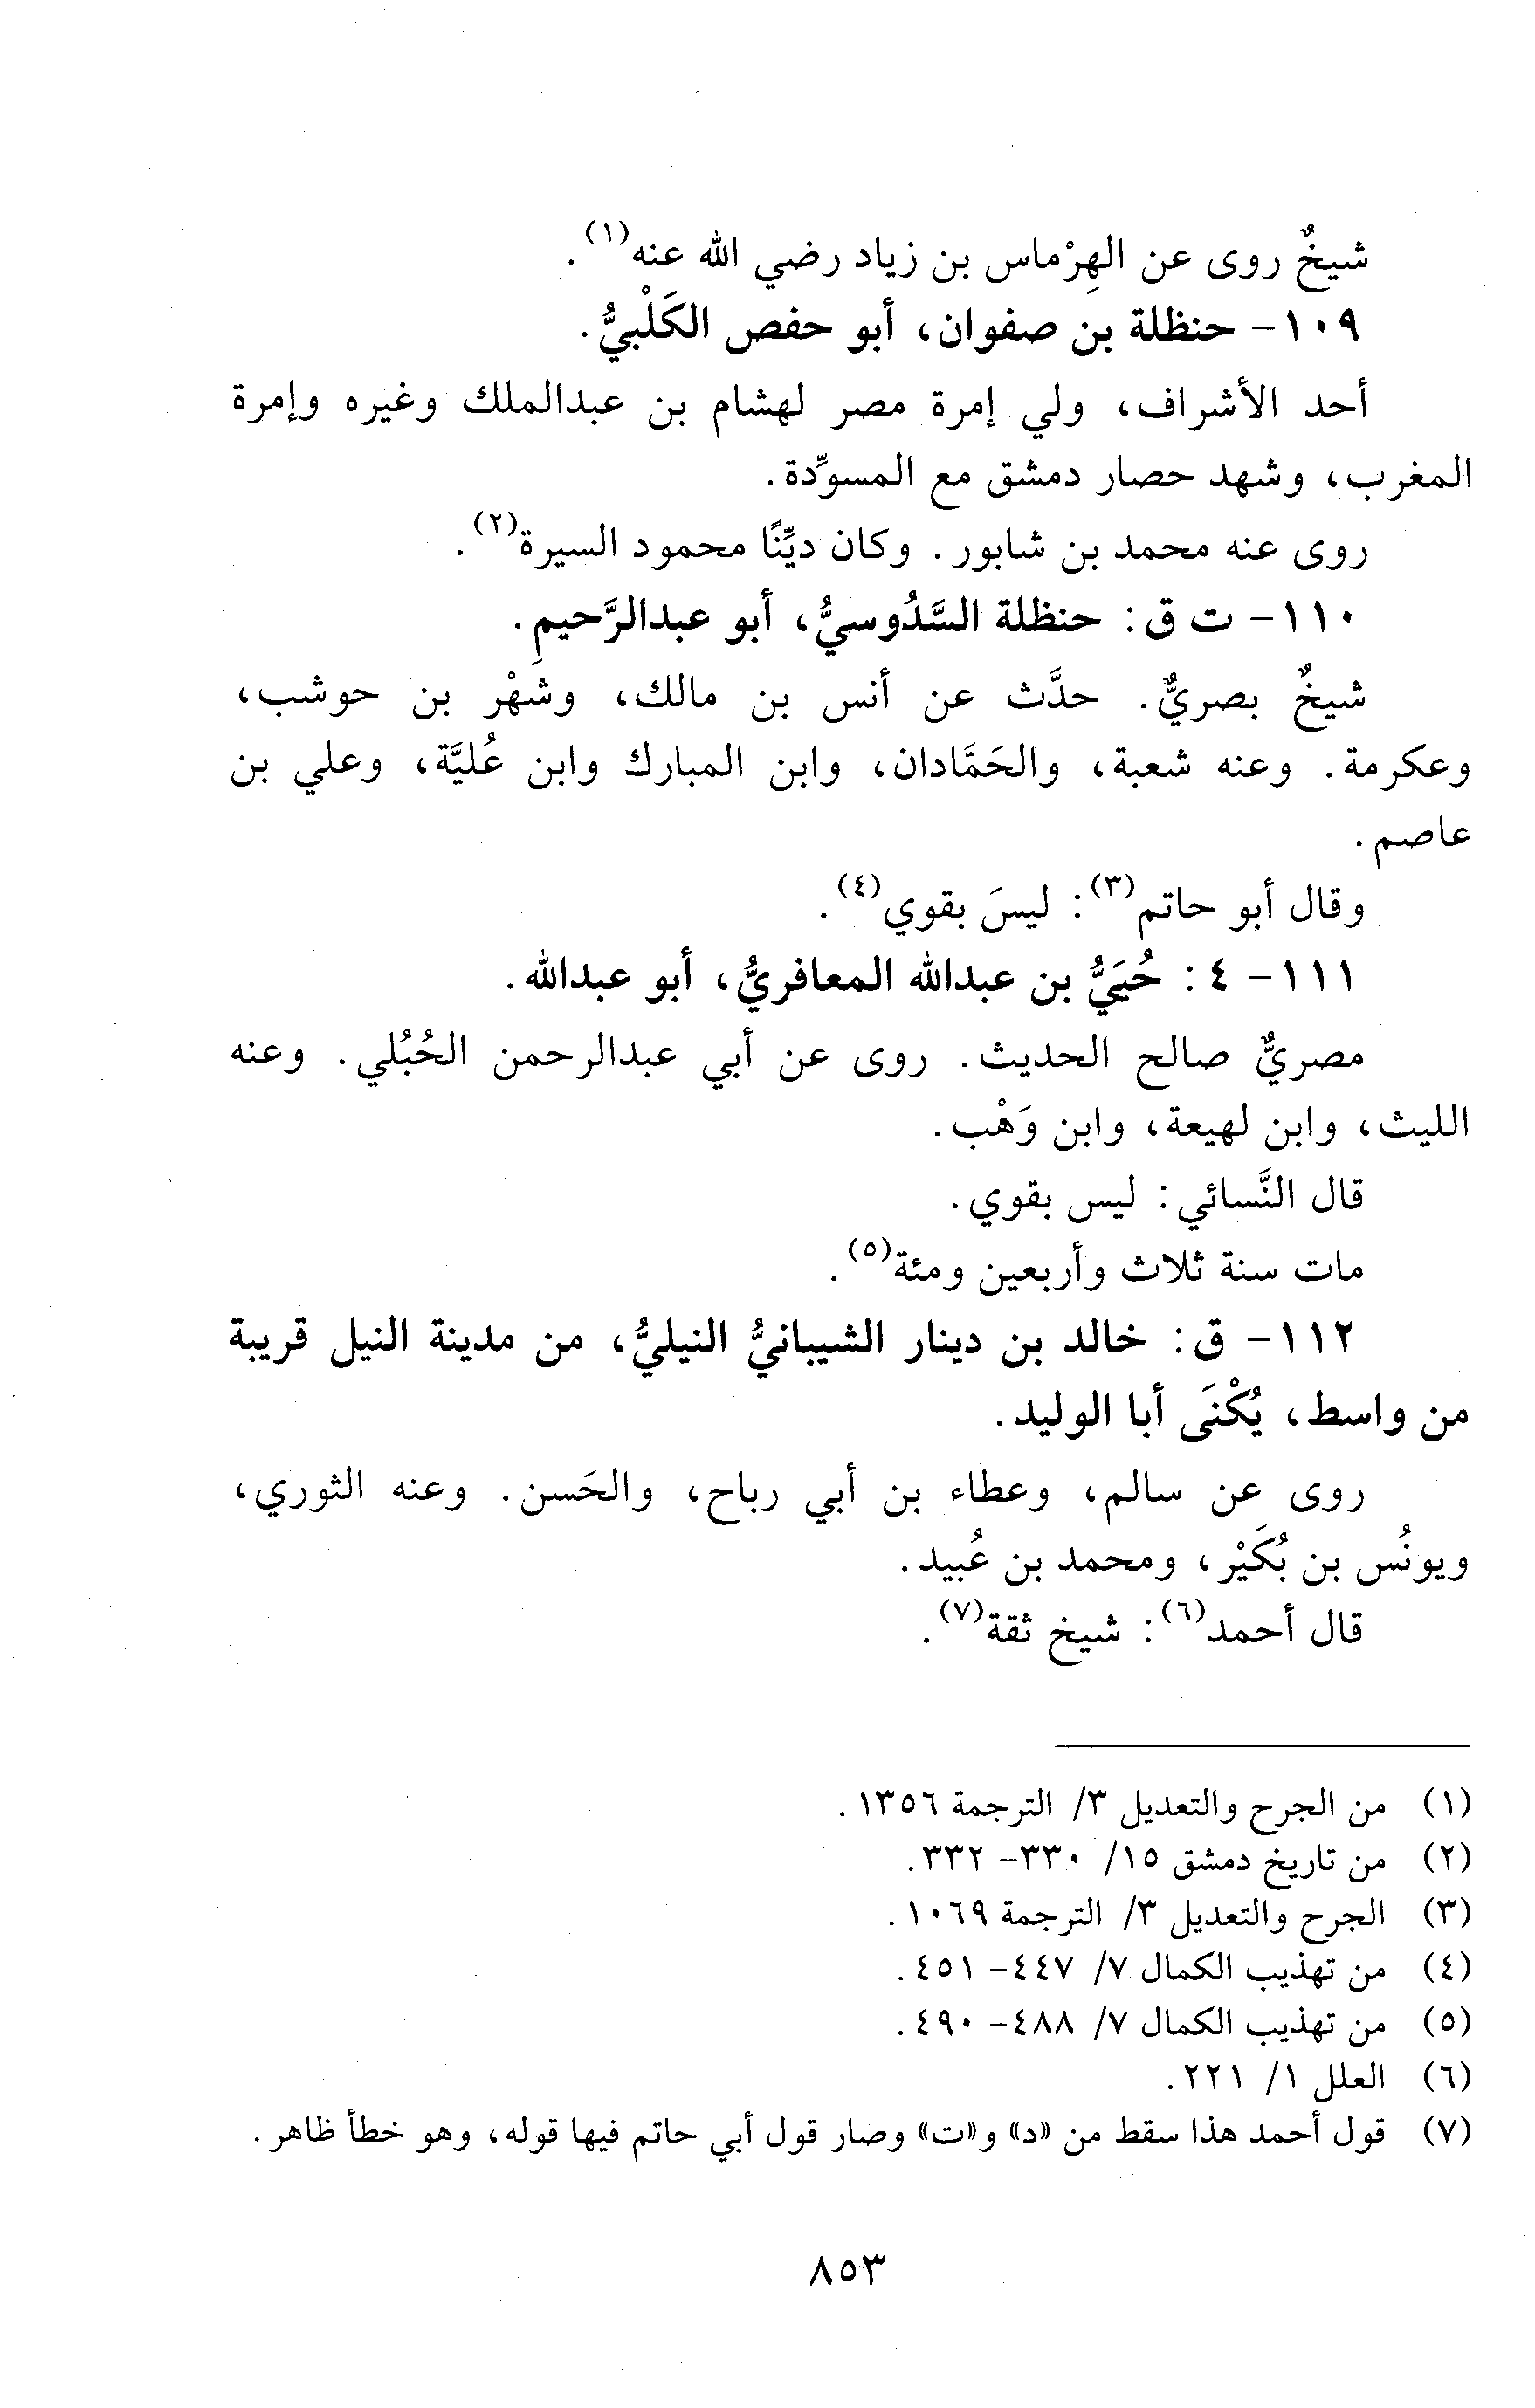 شيخٌ روى عن الهِرْماس بن زياد رضي الله عنه(١).
١٠٩- حنظلة بن صفوان، أبو حفص الكَلْبيُّ.
أحد الأشراف، ولي إمرة مصر لهشام بن عبدالملك وغيره وإمرة
المغرب، وشهد حصار دمشق مع المسوِّدة.
روى عنه محمد بن شابور. وكان ديِّنًا محمود السيرة(٢).
١١٠- ت ق: حنظلة السَّدُوسيُّ، أبو عبدالرَّحيمِ.
شيخٌ بصريٌّ. حدَّث عن أنس بن مالك، وشَهْر بن حوشب،
وعكرمة. وعنه شعبة، والحَمَّادان، وابن المبارك وابن عُليَّة، وعلي بن
عاصم.
وقال أبو حاتم(٣): ليسَ بقوي(٤).
١١١- ٤: حُيَيُّ بن عبدالله المعافريُّ، أبو عبدالله.
مصريٌّ صالح الحديث. روى عن أبي عبدالرحمن الحُبُلي. وعنه
الليث، وابن لهيعة، وابن وَهْب.
قال النَّسائي: ليس بقوي.
مات سنة ثلاث وأربعين ومئة(٥).
١١٢- ق: خالد بن دينار الشيبانيُّ النيليُّ، من مدينة النيل قريبة
من واسط، يُكْنَى أبا الوليد.
روى عن سالم، وعطاء بن أبي رباح، والحَسن. وعنه الثوري،
ويونُس بن بُكَيْر، ومحمد بن عُبيد.
قال أحمد(٦): شيخ ثقة(٧).
(١) من الجرح والتعديل ٣/ الترجمة ١٣٥٦.
(٢) من تاريخ دمشق ١٥/ ٣٣٠- ٣٣٢.
(٣) الجرح والتعديل ٣/ الترجمة ١٠٦٩.
(٤) من تهذيب الكمال ٧/ ٤٤٧- ٤٥١.
(٥) من تهذيب الكمال ٧/ ٤٨٨- ٤٩٠.
(٦) العلل ١/ ٢٢١.
(٧) قول أحمد هذا سقط من «د» و«ت» وصار قول أبي حاتم فيها قوله، وهو خطأ ظاهر.
٨٥٣